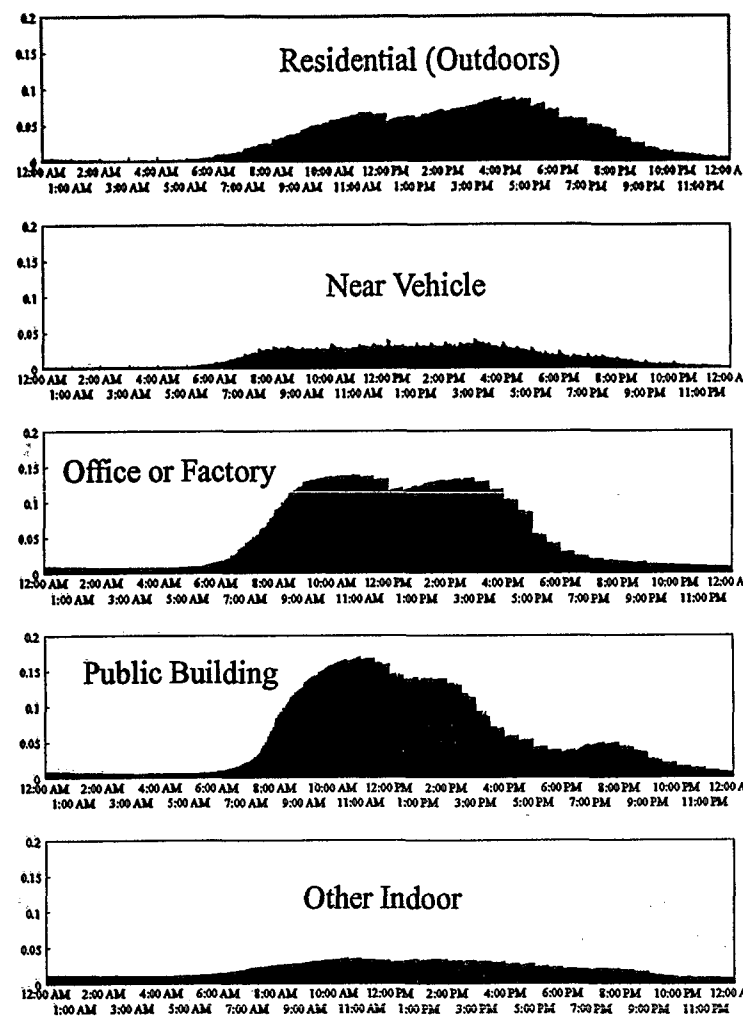 0.2
Residential (Outdoors)
0.15
0.1
0.05
0
12:00 AM 2:00 AM 4:00 AM 6:00 AM 8:00 AM 10:00 AM 12:00 PM 2:00 PM 4:00 PM 6:00 PM 8:00 PM 10:00 PM 12:00 A
1:00 AM 3:00 AM 5:00 AM 7:00 AM 9:00 AM 11:00 AM 1:00 PM 3:00 PM 5:00 PM 7:00 PM 9:00 PM 11:00 PM
0.2
0.15
Near Vehicle
0.1
0.05
0
12:00 AM 2:00 AM 4:00 AM 6:00 AM 8:00 AM 10:00 AM 12:00 PM 2:00 PM 4:00 PM 6:00 PM 8:00 PM 10:00 PM 12:00 A
1:00 AM 3:00 AM 5:00 AM 7:00 AM 9:00 AM 11:00 AM 1:00 PM 3:00 PM 5:00 PM 7:00 PM 9:00 PM 11:00 PM
0.2
0.15
Office or Factory
0.1
0.05
0
12:00 AM 2:00 AM 4:00 AM 6:00 AM 8:00 AM 10:00 AM 12:00 PM 2:00 PM 4:00 PM 6:00 PM 8:00 PM 10:00 PM 12:00 A
1:00 AM 3:00 AM 5:00 AM 7:00 AM 9:00 AM 11:00 AM 1:00 PM 3:00 PM 5:00 PM 7:00 PM 9:00 PM 11:00 PM
0.2
0.15
Public Building
0.1
0.05
0
12:00 AM 2:00 AM 4:00 AM 6:00 AM 8:00 AM 10:00 AM 12:00 PM 2:00 PM 4:00 PM 6:00 PM 8:00 PM 10:00 PM 12:00 A
1:00 AM 3:00 AM 5:00 AM 7:00 AM 9:00 AM 11:00 AM 1:00 PM 3:00 PM 5:00 PM 7:00 PM 9:00 PM 11:00 PM
0.2
0.15
Other Indoor
0.1
0.05
0
12:00 AM 2:00 AM 4:00 AM 6:00 AM 8:00 AM 10:00 AM 12:00 PM 2:00 PM 4:00 PM 6:00 PM 8:00 PM 10:00 PM 12:00 A
1:00 AM 3:00 AM 5:00 AM 7:00 AM 9:00 AM 11:00 AM 1:00 PM 3:00 PM 5:00 PM 7:00 PM 9:00 PM 11:00 PM